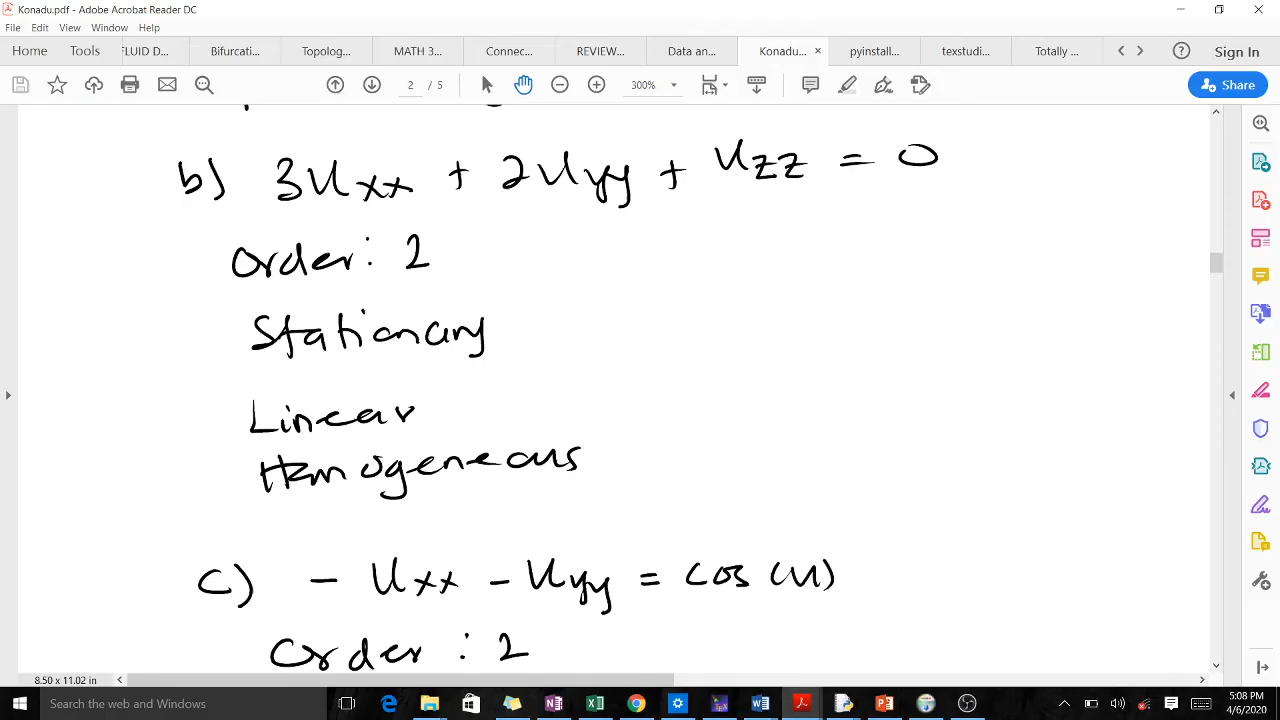 Konadu.pdf - Adobe Acrobat Reader DC
File Edit View Window Help
Home Tools FLUID D... Bifurcati... Topolog... MATH 3... Connec... REVIEW... Data an... Konadu.... × pyinstall... texstudi... Totally ... Sign In
2 / 5 300% Share
b) 3Uxx + 2Uyy + Uzz = 0
Order: 2
Stationary
Linear
Homogeneous
c) - Uxx - Uyy = cos(u)
Order : 2
8.50 x 11.02 in
Search the web and Windows
5:08 PM
4/6/2020